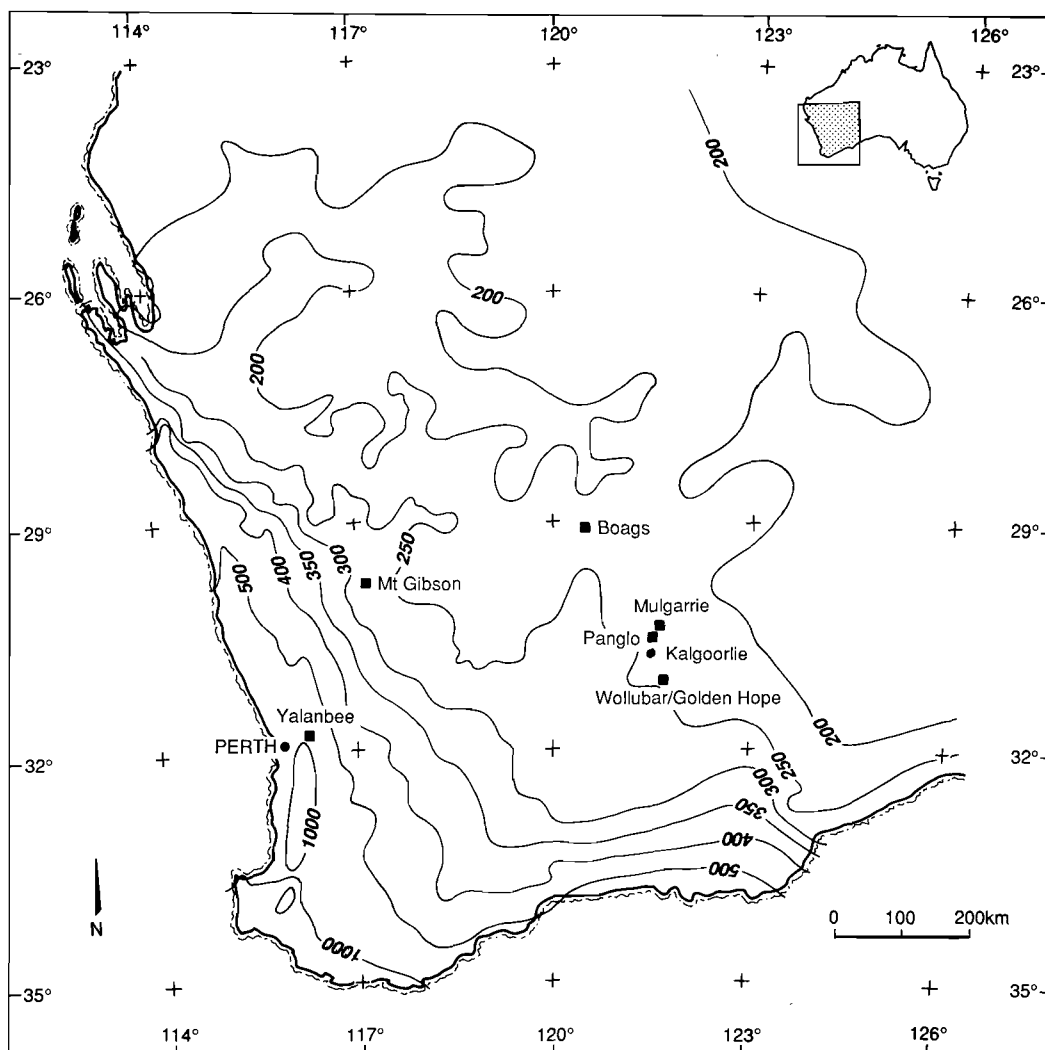 114° 117° 120° 123° 126°
23° 23°
200
26° 26°
200
200
29° 29°
Boags
250
300
350
400
500
Mt Gibson
Mulgarrie
Panglo
Kalgoorlie
Wollubar/Golden Hope
Yalanbee
PERTH
200
32° 32°
250
300
350
1000
400
500
N
0 100 200km
1000
35° 35°
114° 117° 120° 123° 126°